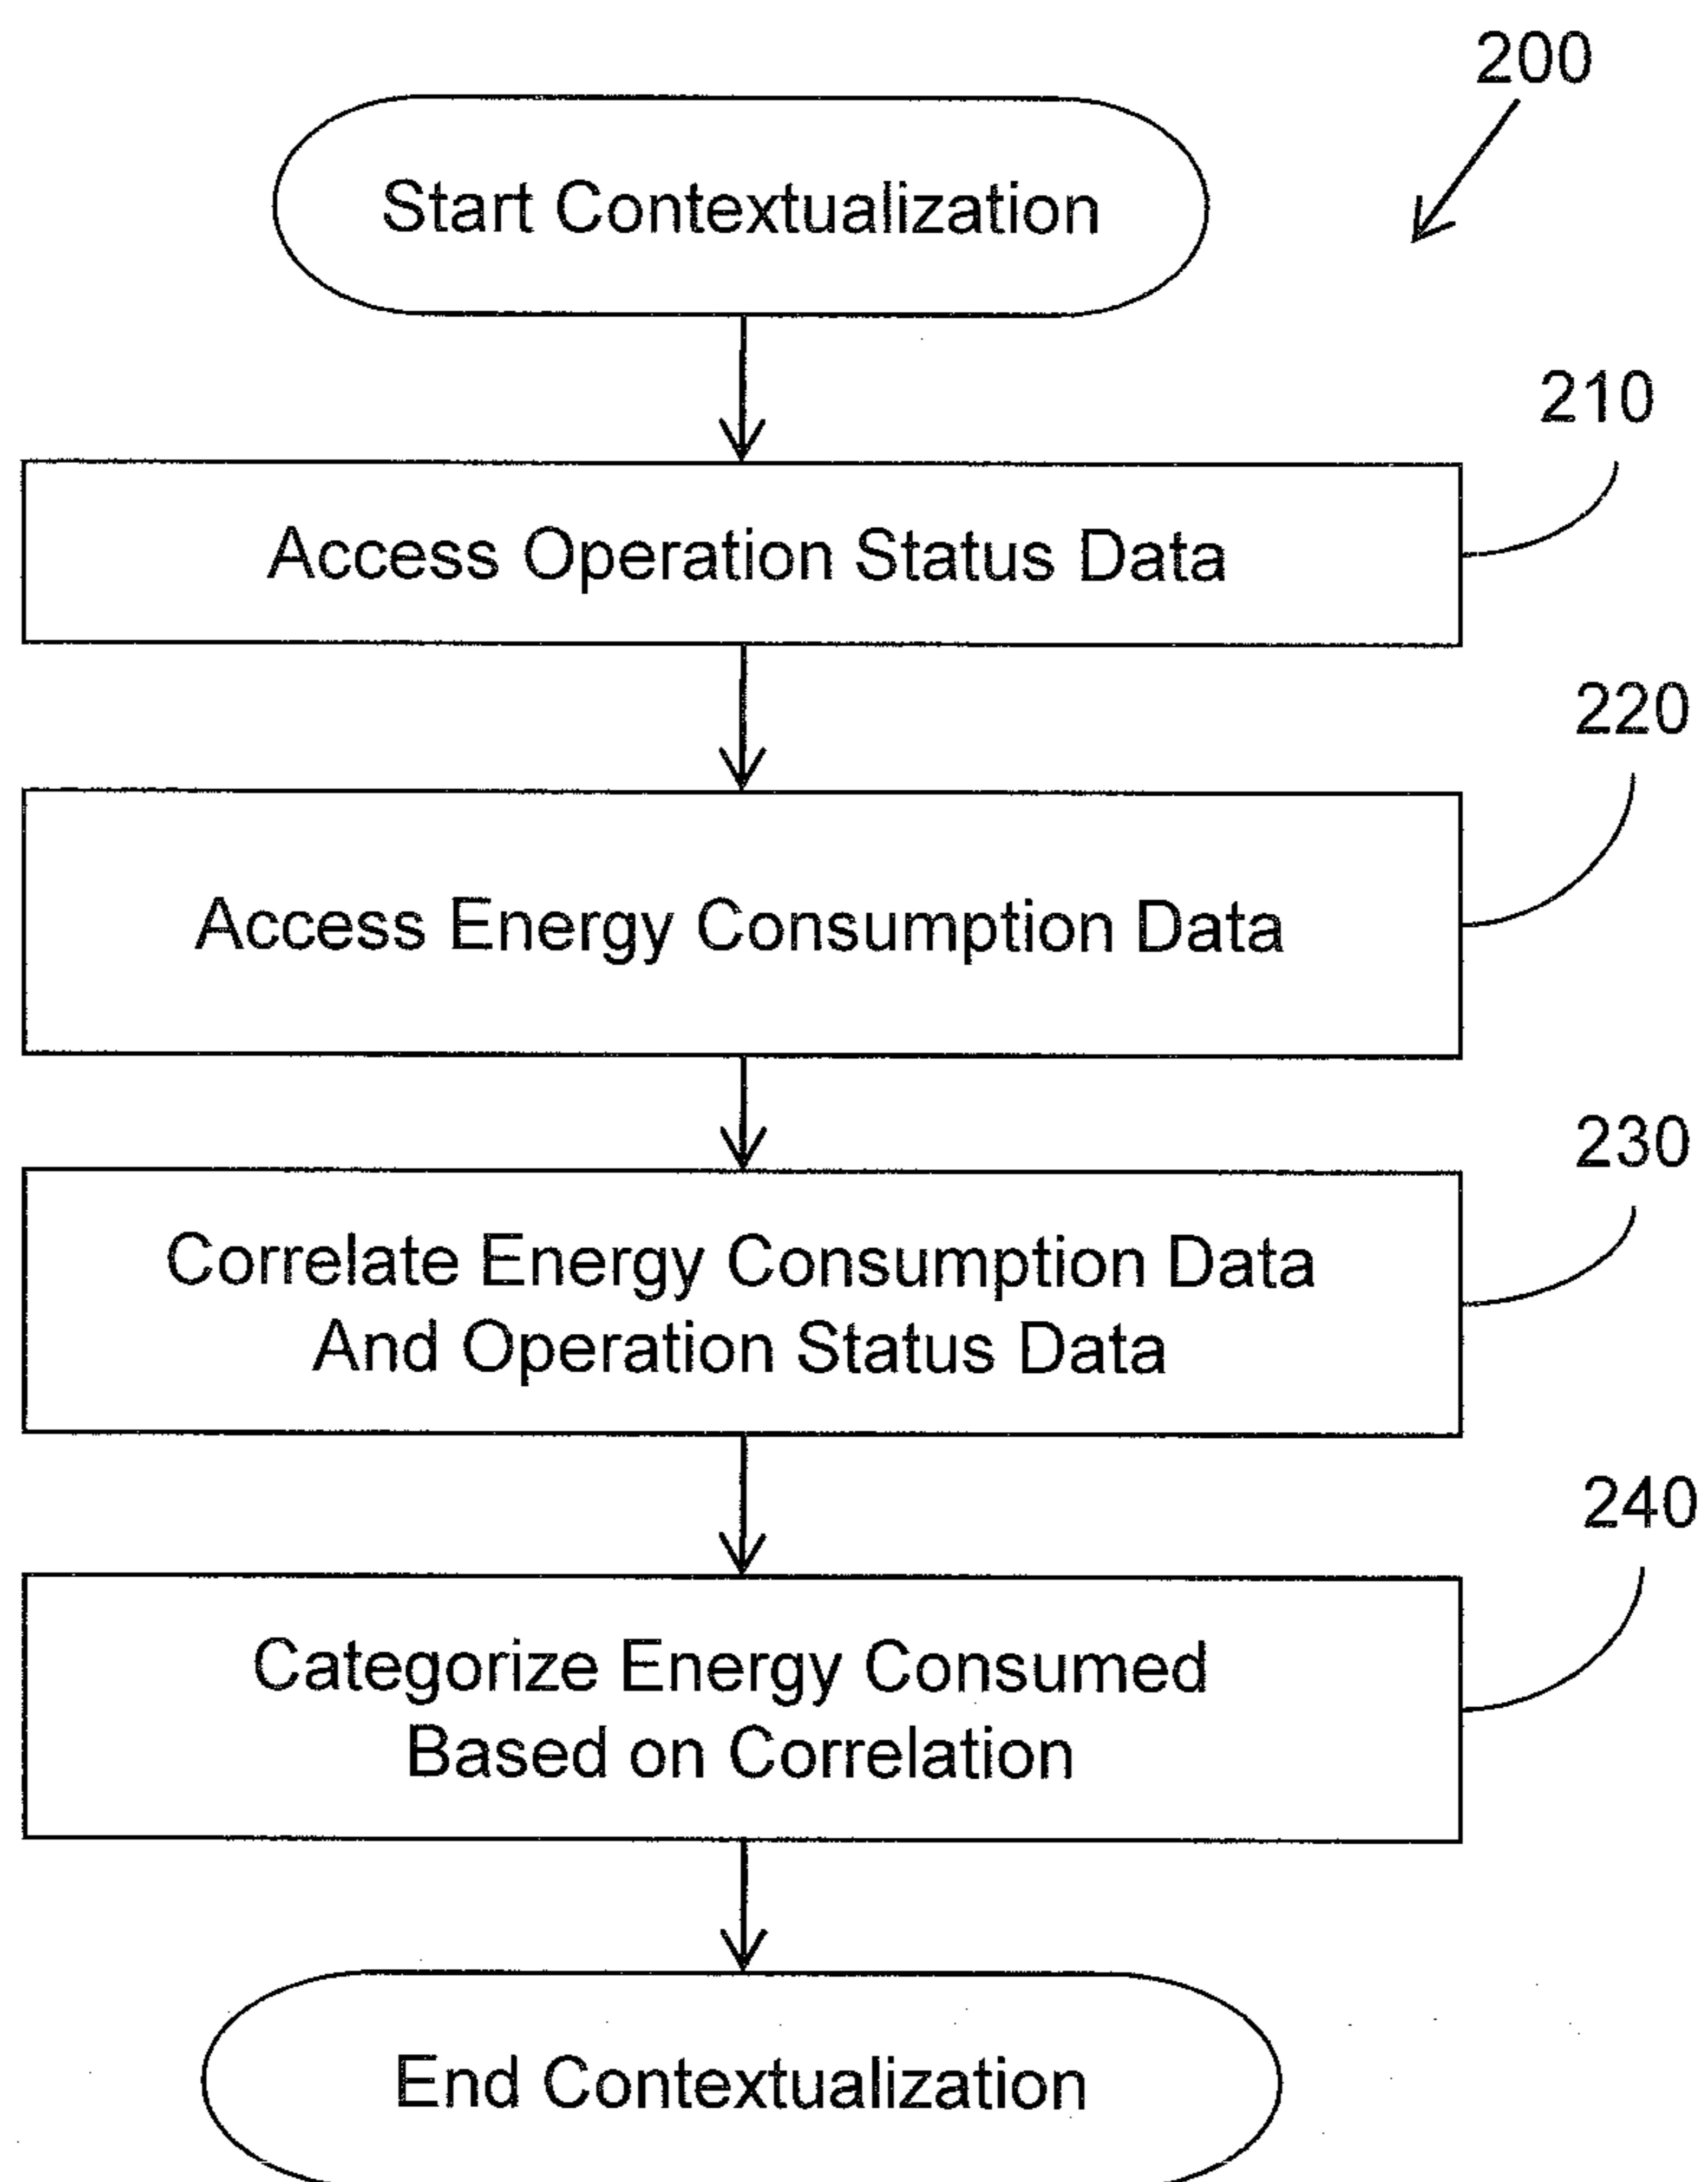 200
Start Contextualization
210
Access Operation Status Data
220
Access Energy Consumption Data
230
Correlate Energy Consumption Data
And Operation Status Data
240
Categorize Energy Consumed
Based on Correlation
End Contextualization